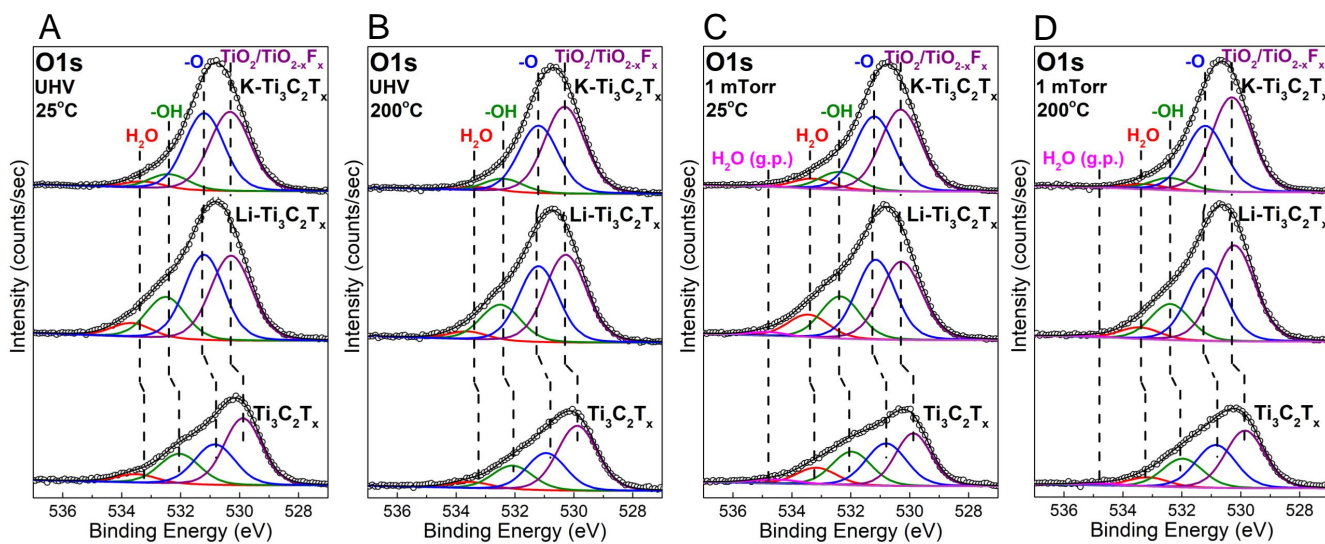 A
O1s
UHV
25°C
-O
TiO₂/TiO₂₋ₓFₓ
K-Ti₃C₂Tₓ
-OH
H₂O
Li-Ti₃C₂Tₓ
Ti₃C₂Tₓ
Intensity (counts/sec)
536 534 532 530 528
Binding Energy (eV)
B
O1s
UHV
200°C
-O
TiO₂/TiO₂₋ₓFₓ
K-Ti₃C₂Tₓ
-OH
H₂O
Li-Ti₃C₂Tₓ
Ti₃C₂Tₓ
Intensity (counts/sec)
536 534 532 530 528
Binding Energy (eV)
C
O1s
1 mTorr
25°C
-O
TiO₂/TiO₂₋ₓFₓ
K-Ti₃C₂Tₓ
-OH
H₂O
H₂O (g.p.)
Li-Ti₃C₂Tₓ
Ti₃C₂Tₓ
Intensity (counts/sec)
536 534 532 530 528
Binding Energy (eV)
D
O1s
1 mTorr
200°C
-O
TiO₂/TiO₂₋ₓFₓ
K-Ti₃C₂Tₓ
-OH
H₂O
H₂O (g.p.)
Li-Ti₃C₂Tₓ
Ti₃C₂Tₓ
Intensity (counts/sec)
536 534 532 530 528
Binding Energy (eV)